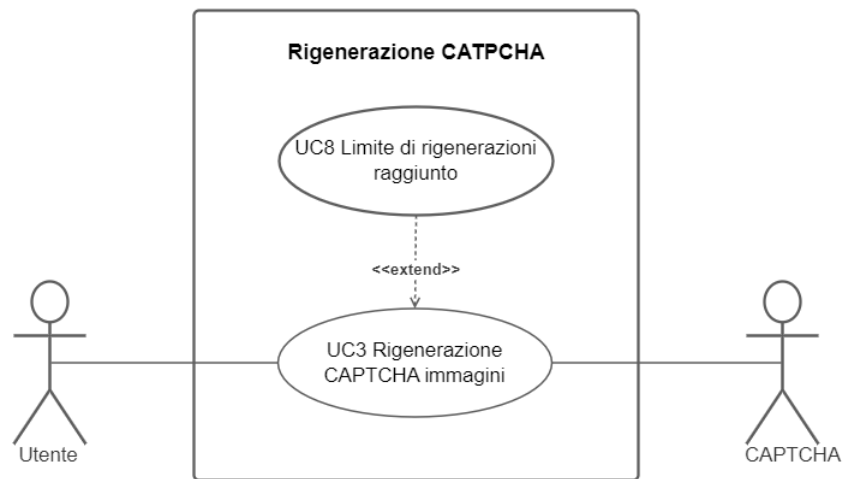 Rigenerazione CATPCHA
UC8 Limite di rigenerazioni
raggiunto
<<extend>>
UC3 Rigenerazione
CAPTCHA immagini
Utente
CAPTCHA